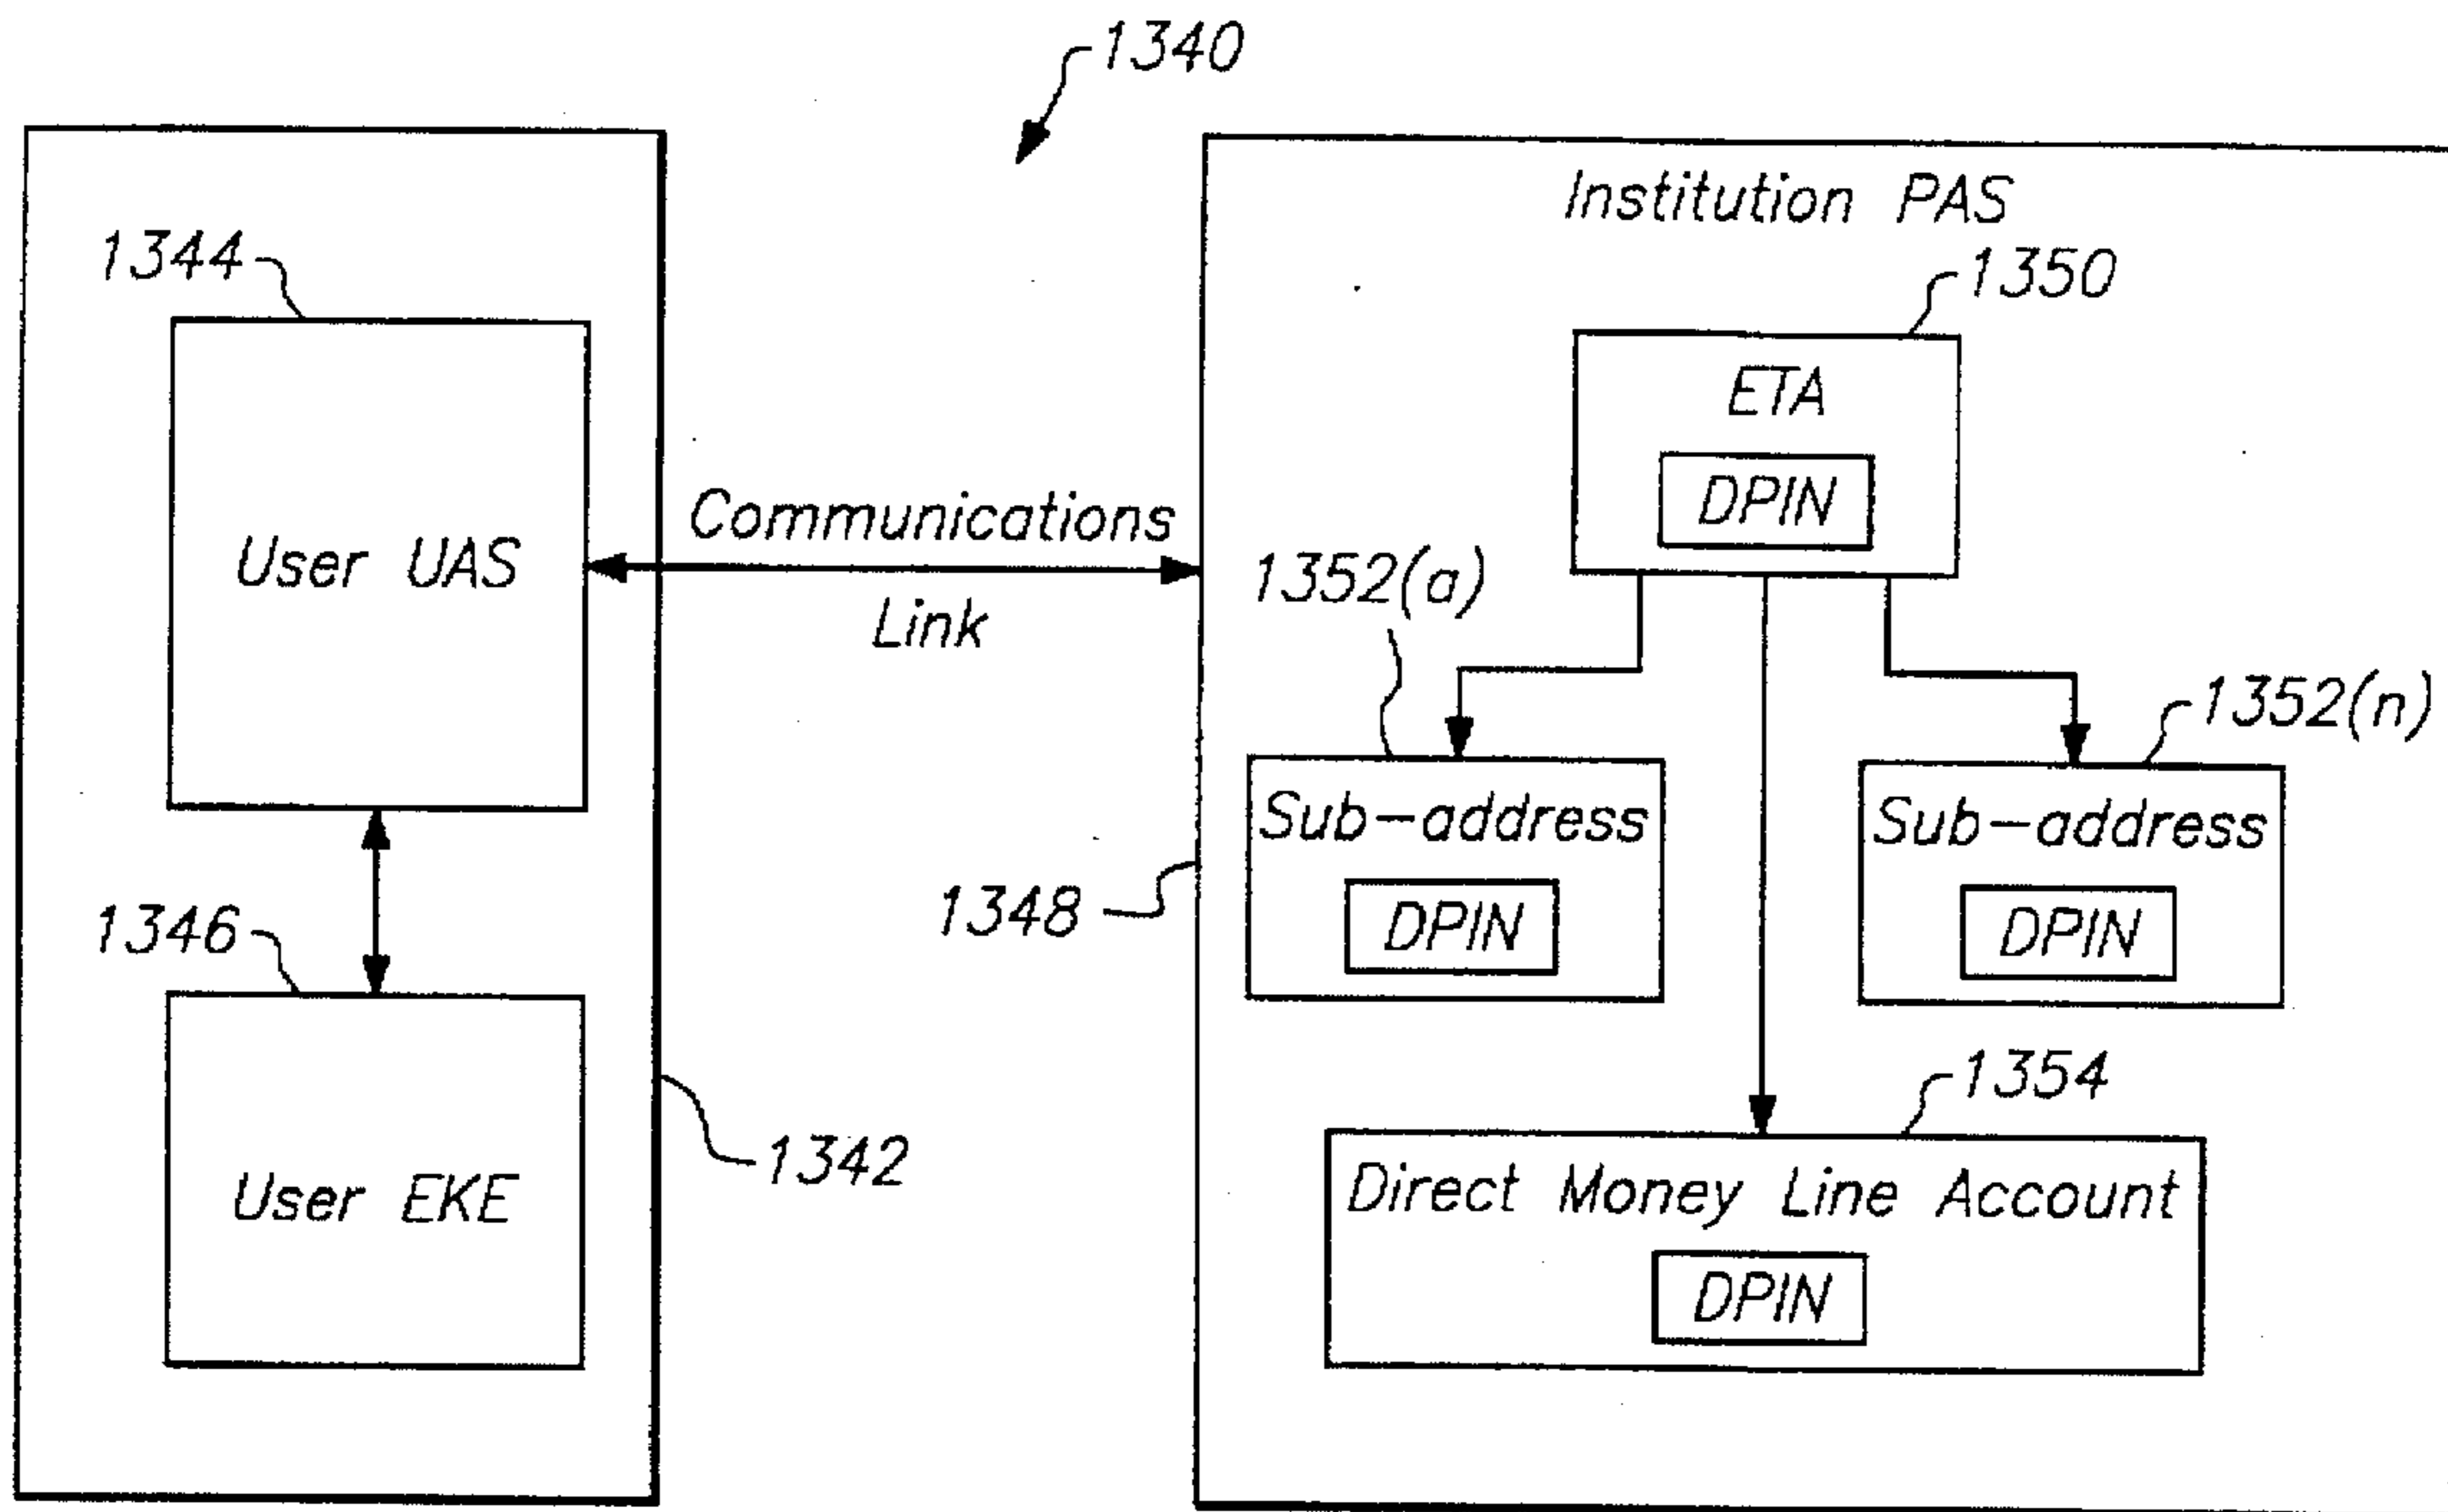 1340
Institution PAS
1344
1350
ETA
DPIN
User UAS
Communications
Link
1352(a)
1352(n)
Sub-address
DPIN
Sub-address
DPIN
1348
1346
1354
Direct Money Line Account
DPIN
1342
User EKE